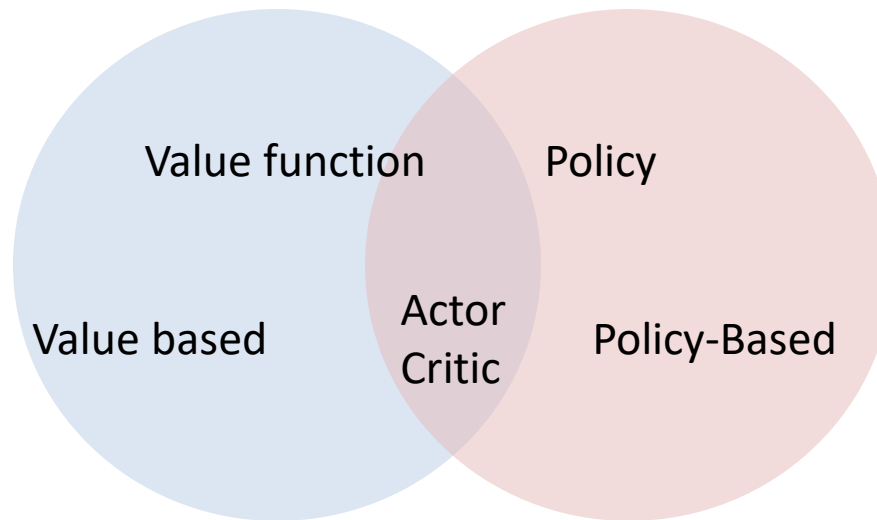 Value function
Policy
Value based
Actor
Critic
Policy-Based